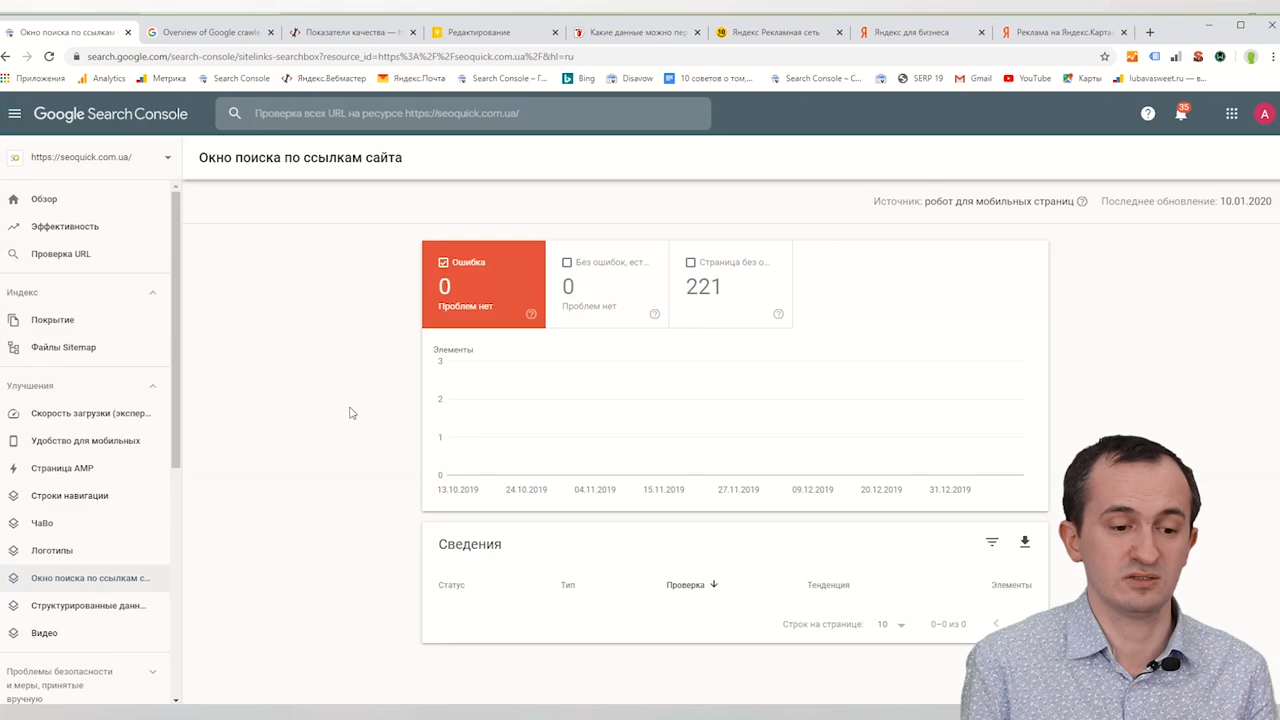 Окно поиска по ссылкам
Overview of Google crawle
Показатели качества — h
Редактирование
Какие данные можно пер
Яндекс Рекламная сеть
Яндекс для бизнеса
Реклама на Яндекс.Карта
search.google.com/search-console/sitelinks-searchbox?resource_id=https%3A%2F%2Fseoquick.com.ua%2F&hl=ru
Приложения
Analytics
Метрика
Search Console
Яндекс.Вебмастер
Яндекс.Почта
Search Console – Г...
Bing
Disavow
10 советов о том,...
Search Console – С...
SERP 19
Gmail
YouTube
Карты
lubavasweet.ru — в...
Google Search Console
Проверка всех URL на ресурсе https://seoquick.com.ua/
35
A
https://seoquick.com.ua/
Окно поиска по ссылкам сайта
Источник: робот для мобильных страниц
Последнее обновление: 10.01.2020
Обзор
Эффективность
Проверка URL
Индекс
Покрытие
Файлы Sitemap
Улучшения
Скорость загрузки (экспер...
Удобство для мобильных
Страница AMP
Строки навигации
ЧаВо
Логотипы
Окно поиска по ссылкам с...
Структурированные данн...
Видео
Проблемы безопасности
и меры, принятые
вручную
Ошибка
0
Проблем нет
Без ошибок, ест...
0
Проблем нет
Страница без о...
221
Элементы
3
2
1
0
13.10.2019 24.10.2019 04.11.2019 15.11.2019 27.11.2019 09.12.2019 20.12.2019 31.12.2019
Сведения
Статус Тип Проверка Тенденция Элементы
Строк на странице: 10 0–0 из 0